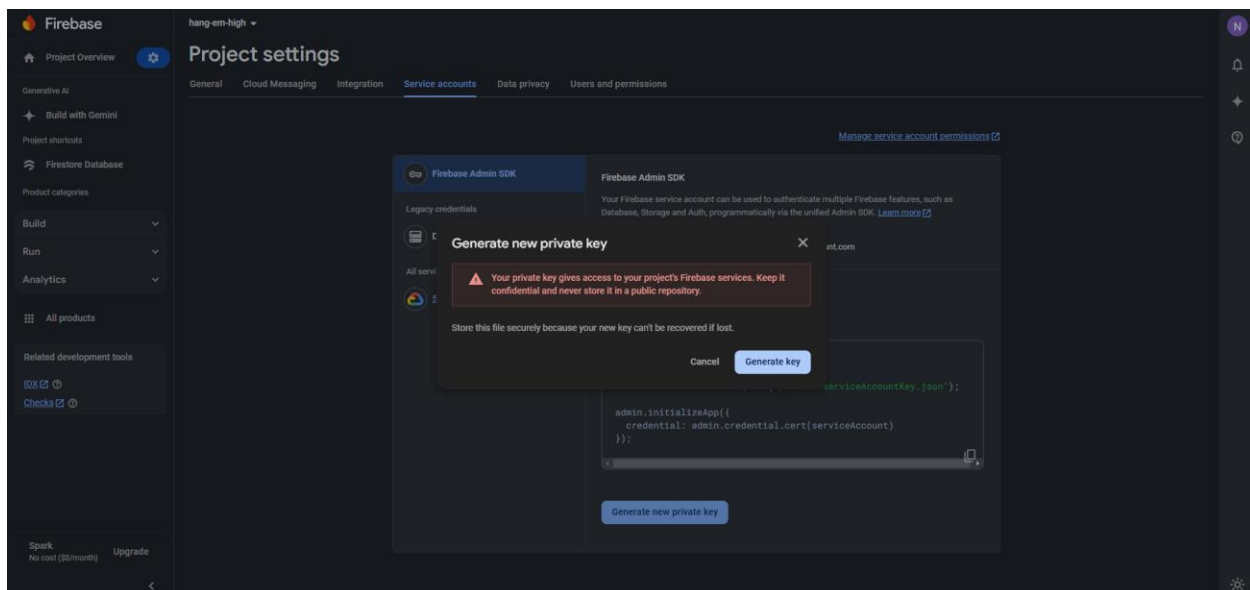 Firebase
hang-em-high
N
Project Overview
Project settings
General Cloud Messaging Integration Service accounts Data privacy Users and permissions
Generative AI
Build with Gemini
Project shortcuts
Firestore Database
Product categories
Build
Run
Analytics
All products
Related development tools
IDX
Checks
Spark
No cost ($0/month)
Upgrade
Manage service account permissions
Firebase Admin SDK
Legacy credentials
D
All servi
S
Firebase Admin SDK
Your Firebase service account can be used to authenticate multiple Firebase features, such as
Database, Storage and Auth, programmatically via the unified Admin SDK. Learn more
nt.com
Generate new private key
Your private key gives access to your project's Firebase services. Keep it
confidential and never store it in a public repository.
Store this file securely because your new key can't be recovered if lost.
Cancel Generate key
serviceAccountKey.json');
admin.initializeApp({
credential: admin.credential.cert(serviceAccount)
});
Generate new private key